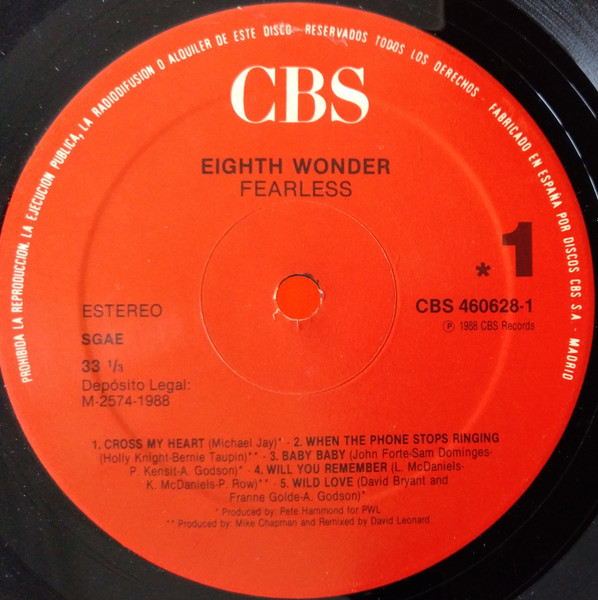 PROHIBIDA LA REPRODUCCION, LA EJECUCION PUBLICA, LA RADIODIFUSION O ALQUILER DE ESTE DISCO - RESERVADOS TODOS LOS DERECHOS - FABRICADO EN ESPAÑA POR DISCOS CBS S.A - MADRID
CBS
EIGHTH WONDER
FEARLESS
* 1
ESTEREO
CBS 460628-1
SGAE
℗ 1988 CBS Records
33 1/3
Depósito Legal:
M-2574-1988
1. CROSS MY HEART (Michael Jay)* · 2. WHEN THE PHONE STOPS RINGING
(Holly Knight-Bernie Taupin)** · 3. BABY BABY (John Forte-Sam Dominges-
P. Kensit-A. Godson)* · 4. WILL YOU REMEMBER (L. McDaniels-
K. McDaniels-P. Row)** · 5. WILD LOVE (David Bryant and
Franne Golde-A. Godson)*
* Produced by: Pete Hammond for PWL
** Produced by: Mike Chapman and Remixed by David Leonard.